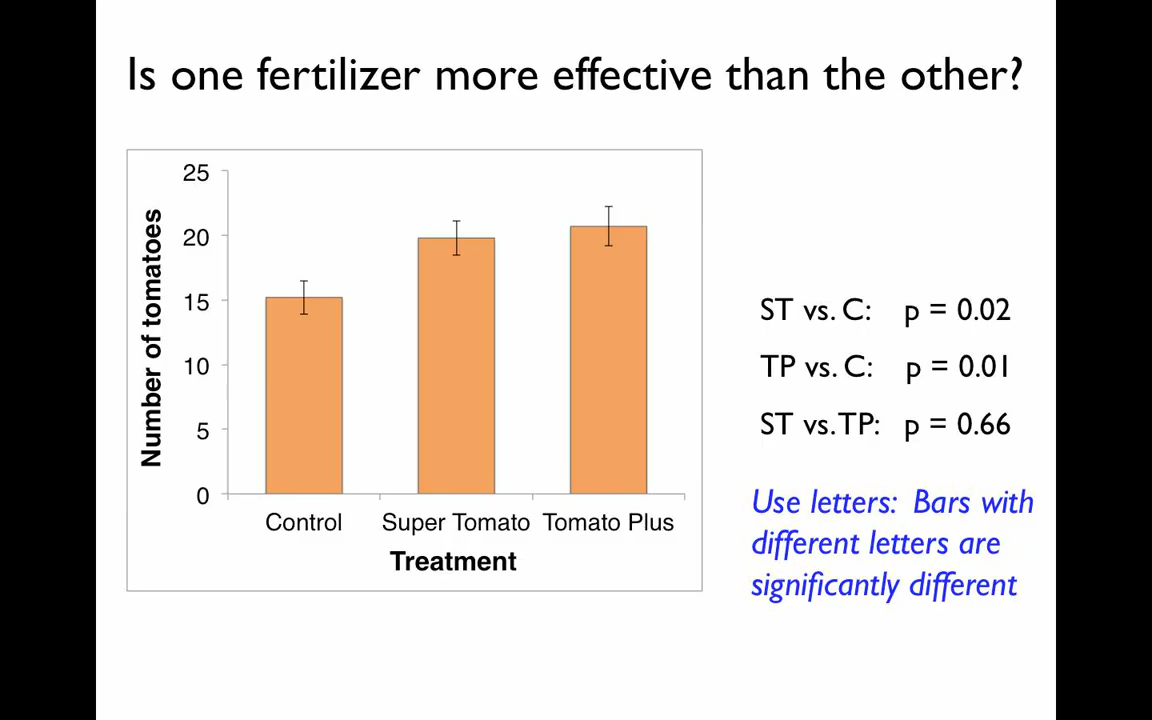 Is one fertilizer more effective than the other?
25
20
15
10
5
0
Number of tomatoes
Control Super Tomato Tomato Plus
Treatment
ST vs. C: p = 0.02
TP vs. C: p = 0.01
ST vs. TP: p = 0.66
Use letters: Bars with
different letters are
significantly different